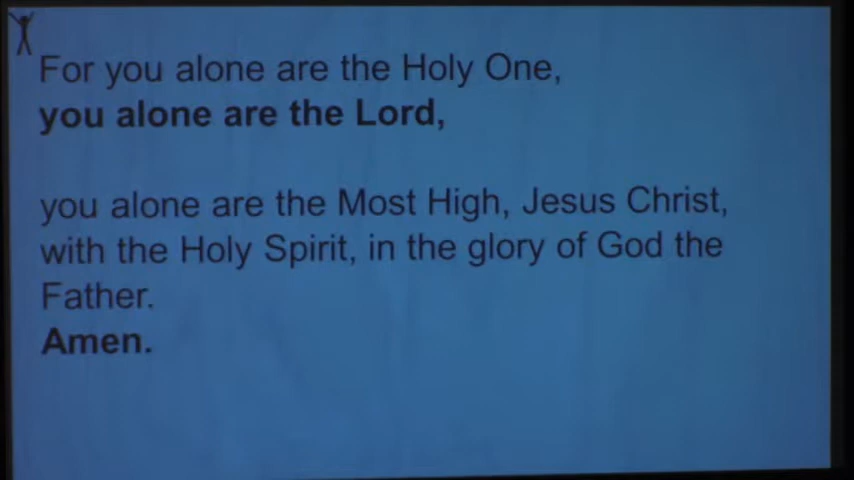 For you alone are the Holy One,
you alone are the Lord,
you alone are the Most High, Jesus Christ,
with the Holy Spirit, in the glory of God the
Father.
Amen.